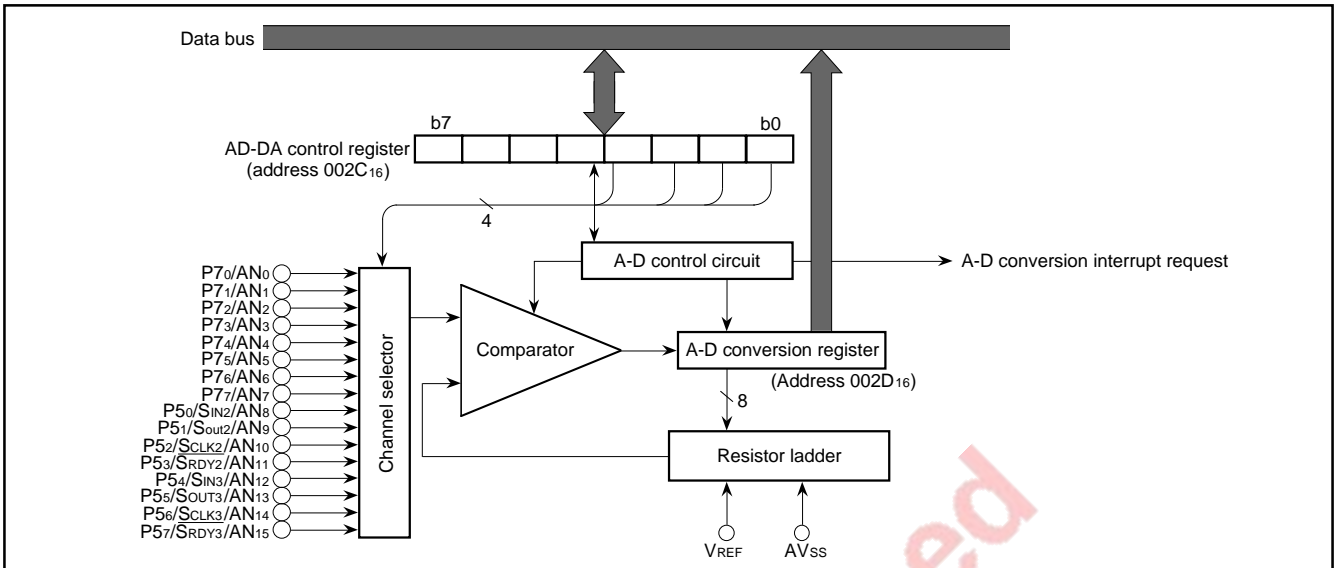 Data bus
b7
b0
AD-DA control register
(address 002C16)
4
A-D control circuit
A-D conversion interrupt request
P70/AN0
P71/AN1
P72/AN2
P73/AN3
P74/AN4
P75/AN5
P76/AN6
P77/AN7
P50/SIN2/AN8
P51/Sout2/AN9
P52/SCLK2/AN10
P53/SRDY2/AN11
P54/SIN3/AN12
P55/SOUT3/AN13
P56/SCLK3/AN14
P57/SRDY3/AN15
Channel selector
Comparator
A-D conversion register
(Address 002D16)
8
Resistor ladder
VREF
AVSS